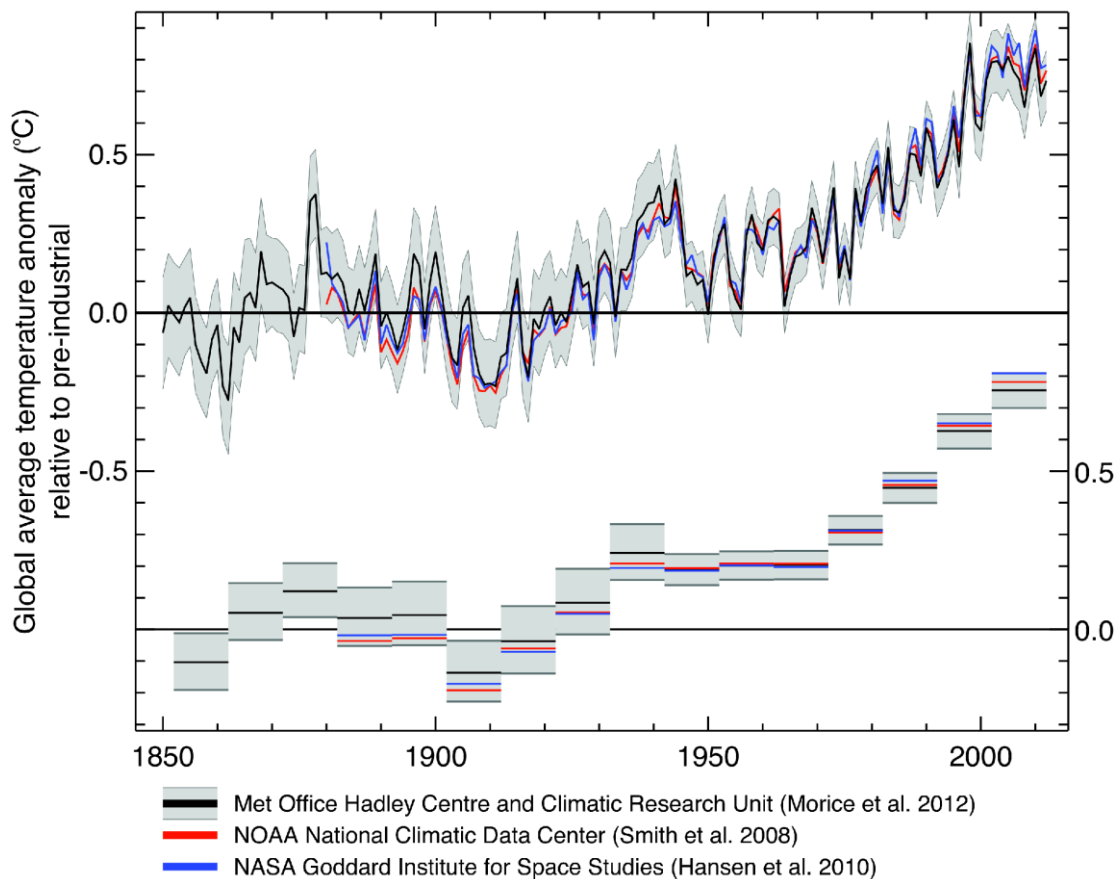 Global average temperature anomaly (°C)
relative to pre-industrial
0.5
0.0
-0.5
0.5
0.0
1850
1900
1950
2000
Met Office Hadley Centre and Climatic Research Unit (Morice et al. 2012)
NOAA National Climatic Data Center (Smith et al. 2008)
NASA Goddard Institute for Space Studies (Hansen et al. 2010)